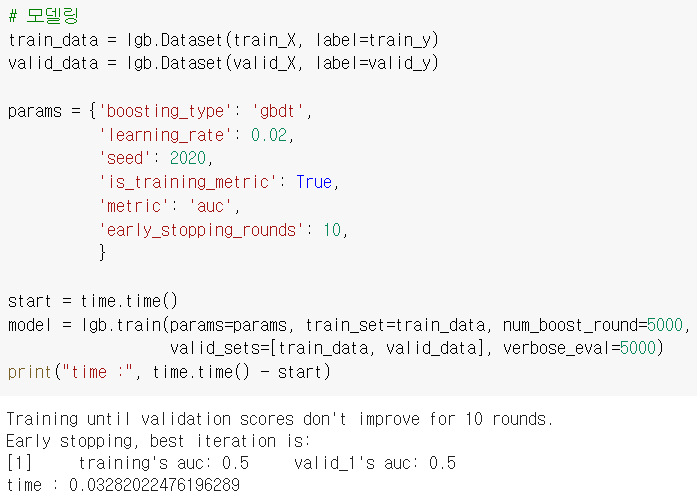 # 모델링
train_data = lgb.Dataset(train_X, label=train_y)
valid_data = lgb.Dataset(valid_X, label=valid_y)
params = {'boosting_type': 'gbdt',
'learning_rate': 0.02,
'seed': 2020,
'is_training_metric': True,
'metric': 'auc',
'early_stopping_rounds': 10,
}
start = time.time()
model = lgb.train(params=params, train_set=train_data, num_boost_round=5000,
valid_sets=[train_data, valid_data], verbose_eval=5000)
print("time :", time.time() - start)
Training until validation scores don't improve for 10 rounds.
Early stopping, best iteration is:
[1] training's auc: 0.5 valid_1's auc: 0.5
time : 0.03282022476196289